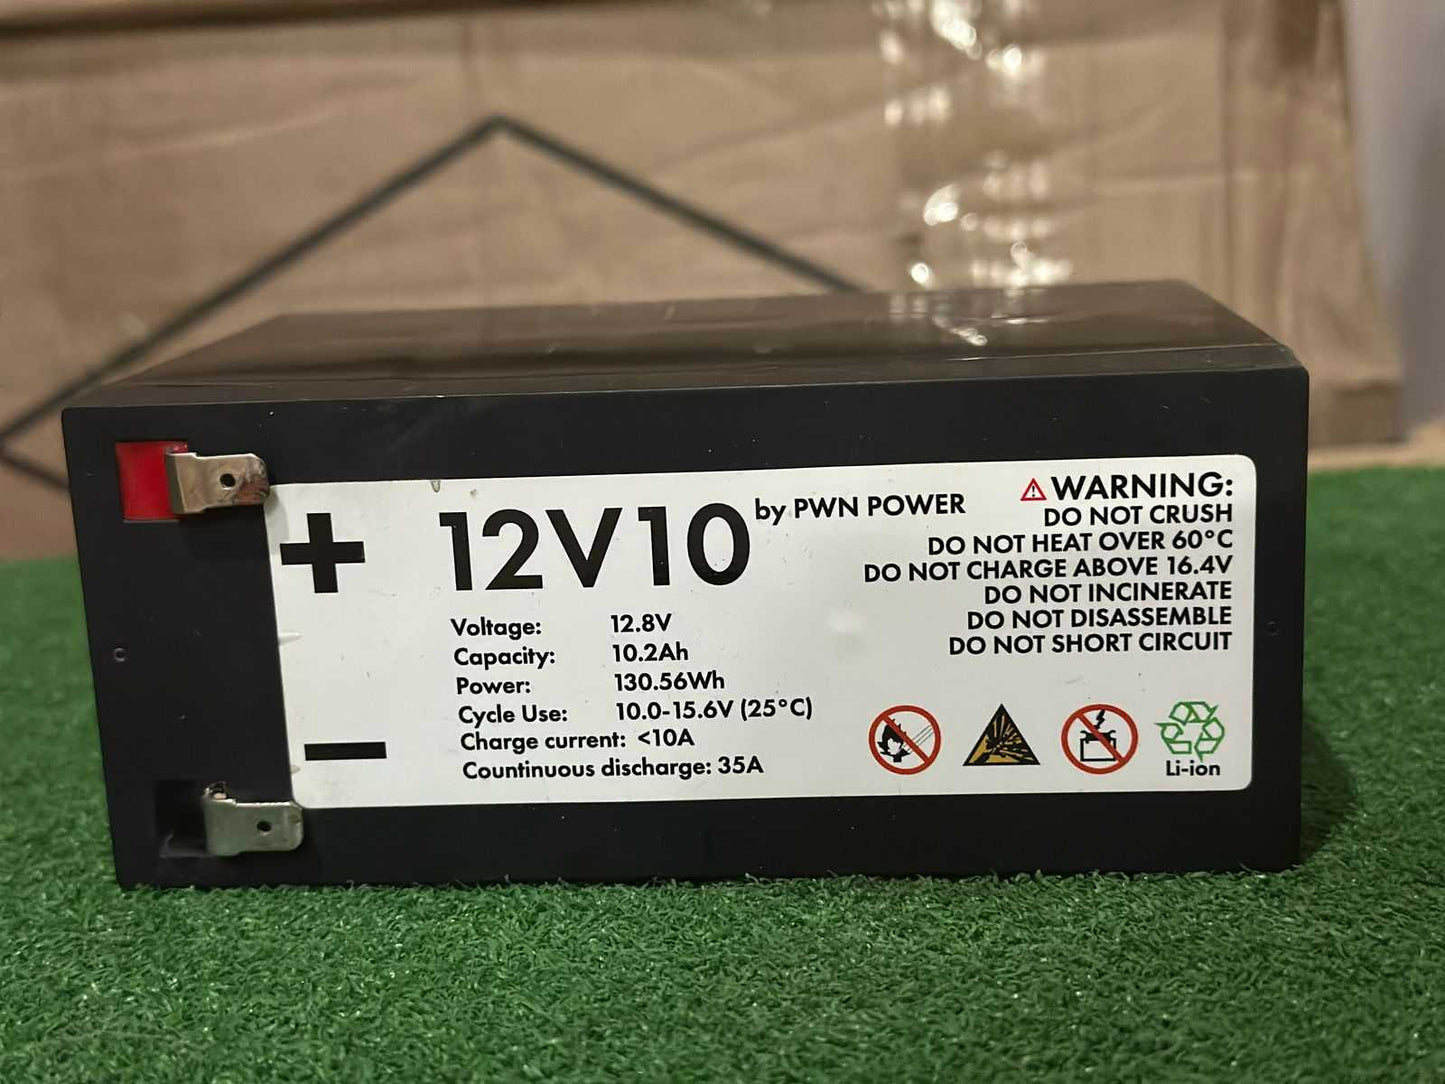 + 12V10 by PWN POWER
Voltage: 12.8V
Capacity: 10.2Ah
Power: 130.56Wh
Cycle Use: 10.0-15.6V (25°C)
Charge current: <10A
Countinuous discharge: 35A
−
WARNING:
DO NOT CRUSH
DO NOT HEAT OVER 60°C
DO NOT CHARGE ABOVE 16.4V
DO NOT INCINERATE
DO NOT DISASSEMBLE
DO NOT SHORT CIRCUIT
Li-ion